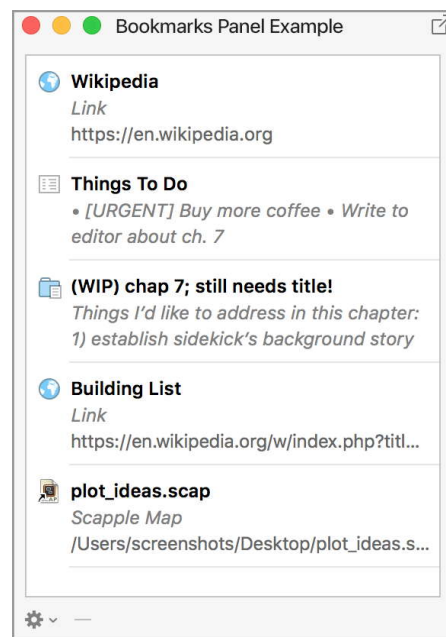 Bookmarks Panel Example
Wikipedia
Link
https://en.wikipedia.org
Things To Do
• [URGENT] Buy more coffee • Write to
editor about ch. 7
(WIP) chap 7; still needs title!
Things I’d like to address in this chapter:
1) establish sidekick’s background story
Building List
Link
https://en.wikipedia.org/w/index.php?titl...
plot_ideas.scap
Scapple Map
/Users/screenshots/Desktop/plot_ideas.s...